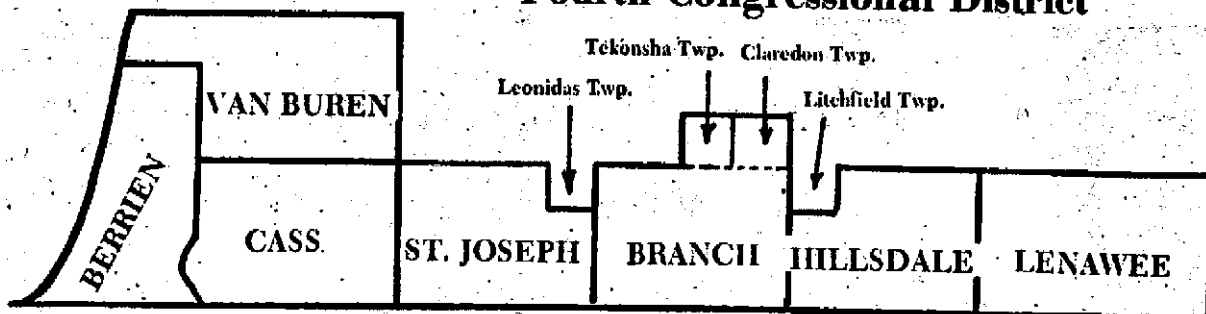 Fourth Congressional District
Tekonsha Twp. Claredon Twp.
Leonidas Twp.
Litchfield Twp.
VAN BUREN
BERRIEN
CASS
ST. JOSEPH
BRANCH
HILLSDALE
LENAWEE